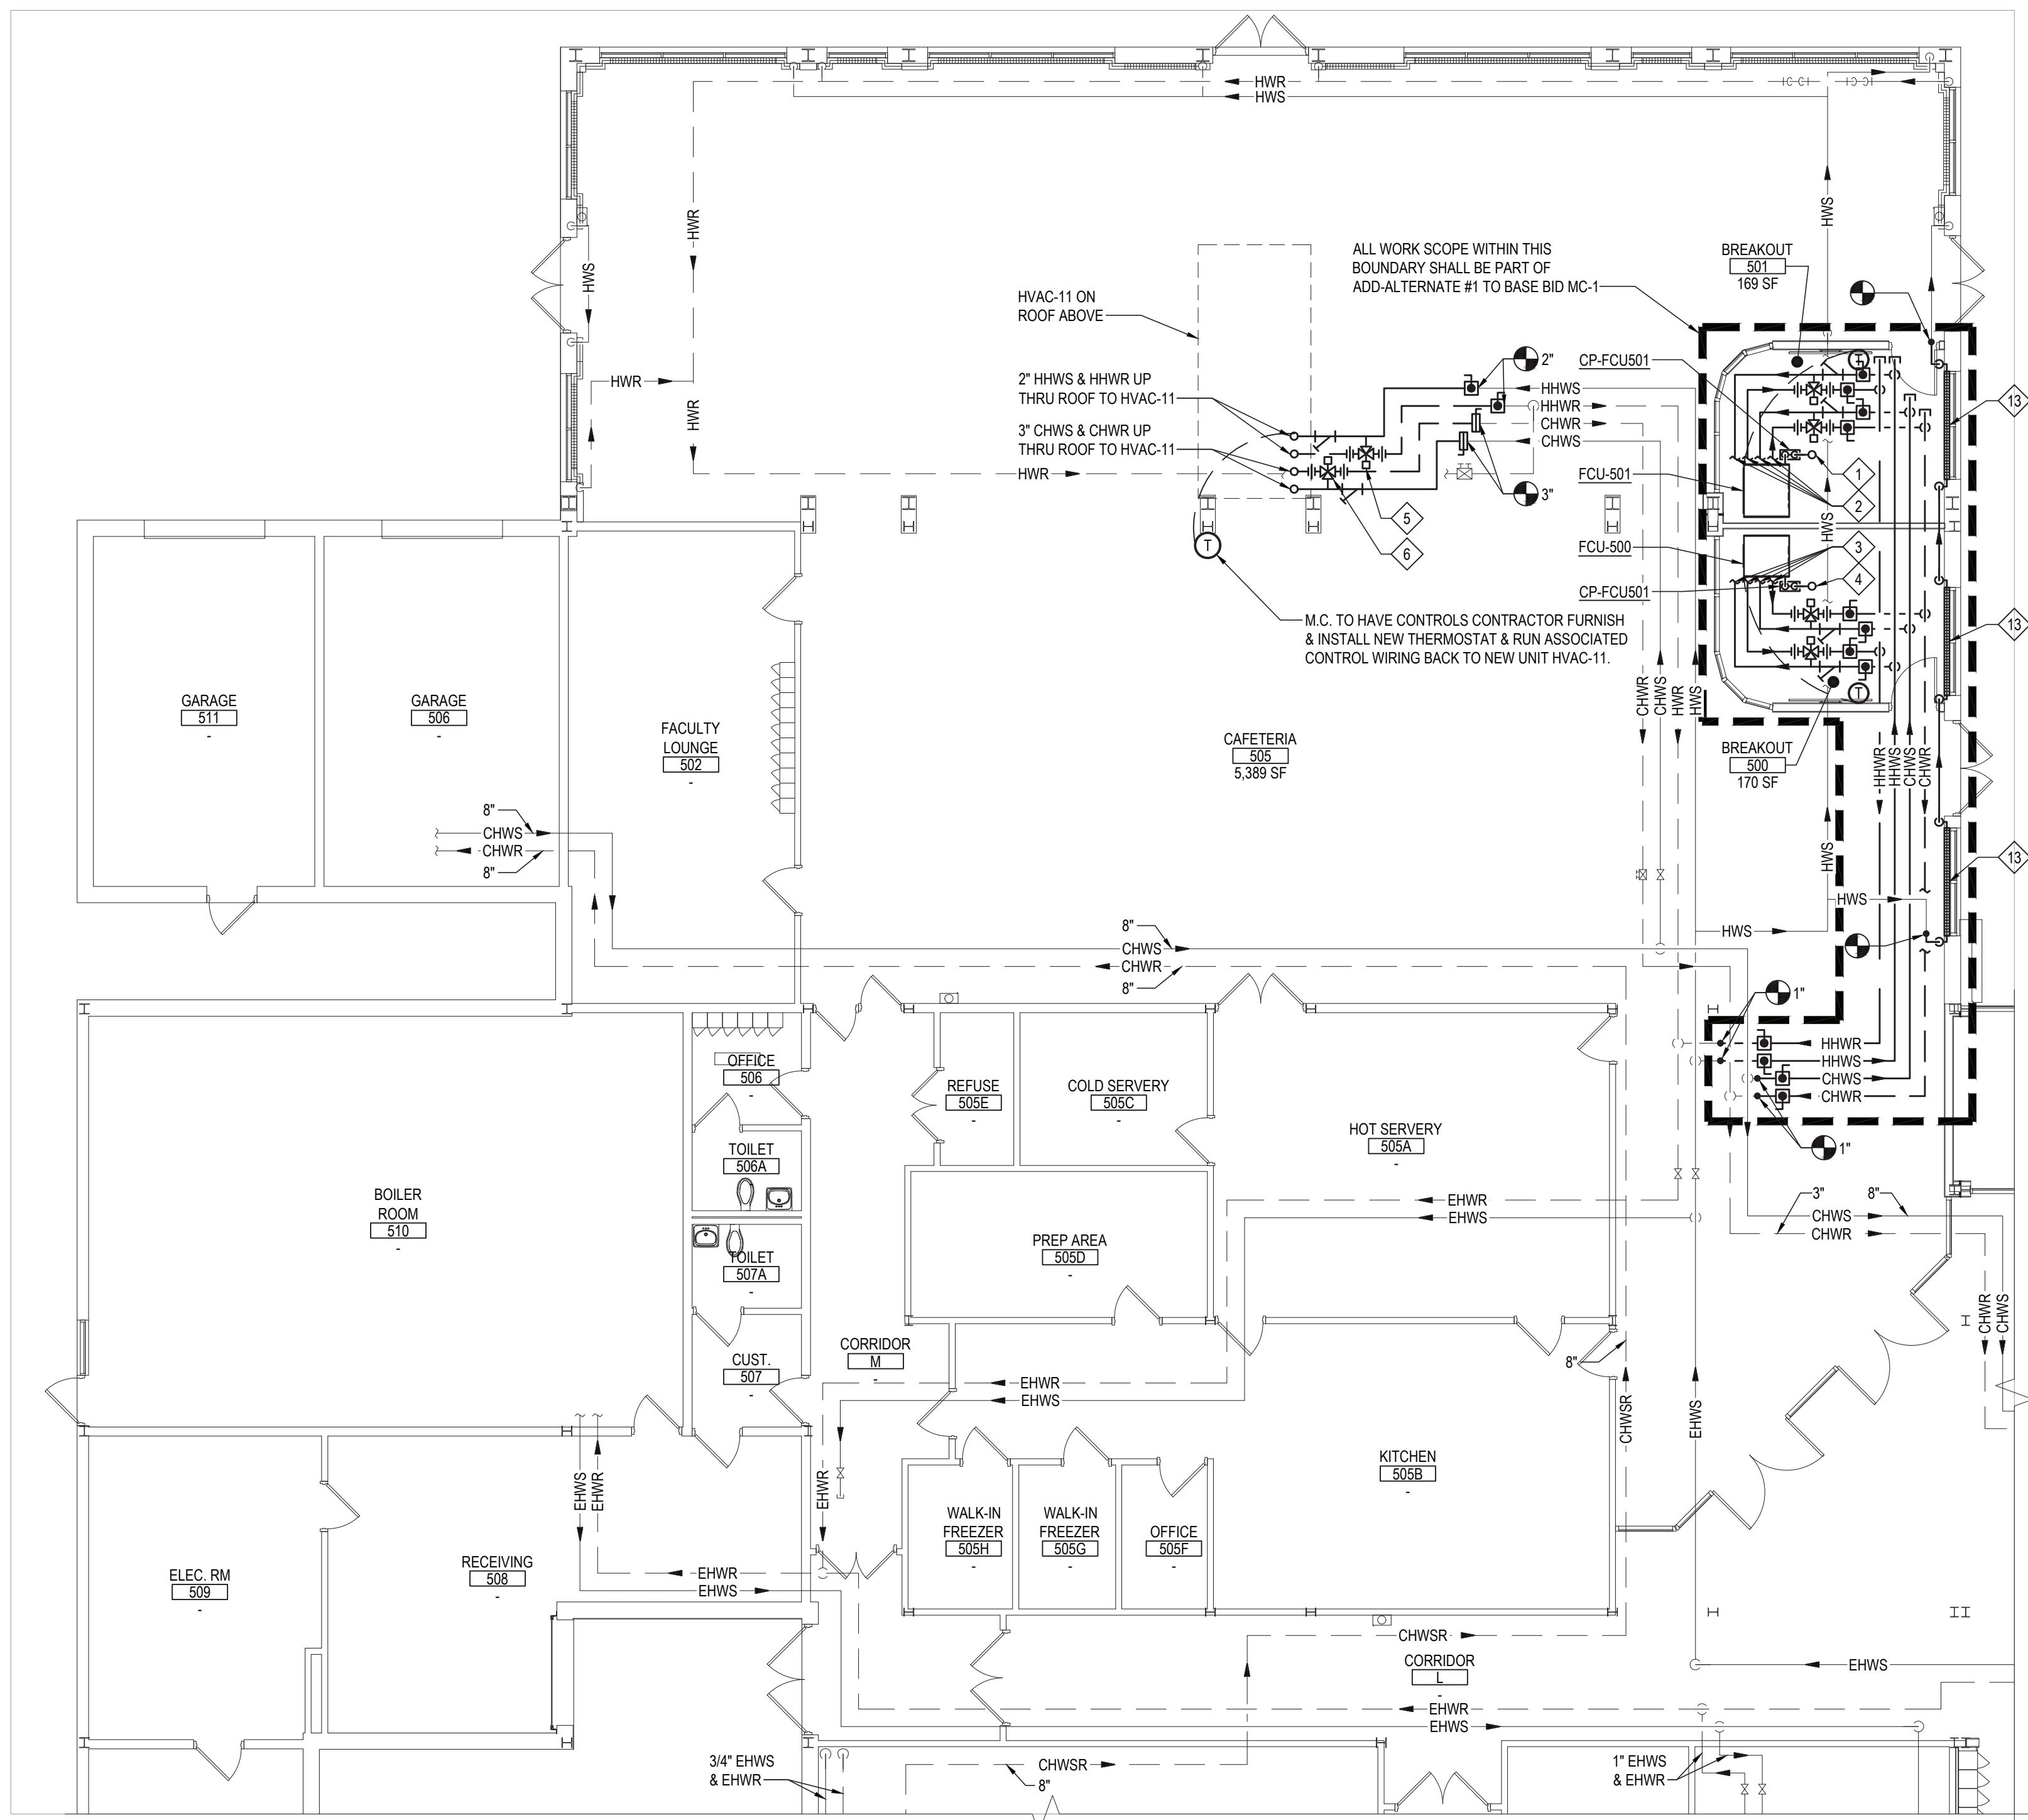 HWR
HWS
HWR
HWS
HWS
ALL WORK SCOPE WITHIN THIS
BOUNDARY SHALL BE PART OF
ADD-ALTERNATE #1 TO BASE BID MC-1
BREAKOUT
501
169 SF
HVAC-11 ON
ROOF ABOVE
CP-FCU501
2"
HHWS
HHWR
CHWR
CHWS
2" HHWS & HHWR UP
THRU ROOF TO HVAC-11
3" CHWS & CHWR UP
THRU ROOF TO HVAC-11
HWR
HWR
HWR
3"
T
13
FCU-501
1
2
5
6
T
HWS
FCU-500
3
4
CP-FCU501
M.C. TO HAVE CONTROLS CONTRACTOR FURNISH
& INSTALL NEW THERMOSTAT & RUN ASSOCIATED
CONTROL WIRING BACK TO NEW UNIT HVAC-11.
13
T
GARAGE
511
-
GARAGE
506
-
FACULTY
LOUNGE
502
-
CAFETERIA
505
5,389 SF
CHWR
CHWS
HWR
HWS
BREAKOUT
500
170 SF
HHWR
HHWS
CHWS
CHWR
8"
CHWS
CHWR
8"
HWS
13
HWS
HWS
8"
CHWS
CHWR
8"
1"
HHWR
HHWS
CHWS
CHWR
1"
OFFICE
506
-
REFUSE
505E
-
COLD SERVERY
505C
-
HOT SERVERY
505A
-
TOILET
506A
BOILER
ROOM
510
-
EHWR
EHWS
3"
8"
CHWS
CHWR
TOILET
507A
PREP AREA
505D
-
CHWR
CHWS
CUST.
507
-
CORRIDOR
M
-
8"
EHWR
EHWS
CHWSR
EHWS
KITCHEN
505B
-
EHWS
EHWR
EHWR
WALK-IN
FREEZER
505H
-
WALK-IN
FREEZER
505G
-
OFFICE
505F
-
ELEC. RM
509
-
RECEIVING
508
-
EHWR
EHWS
CHWSR
CORRIDOR
L
-
EHWS
EHWR
EHWS
3/4" EHWS
& EHWR
CHWSR
8"
1" EHWS
& EHWR